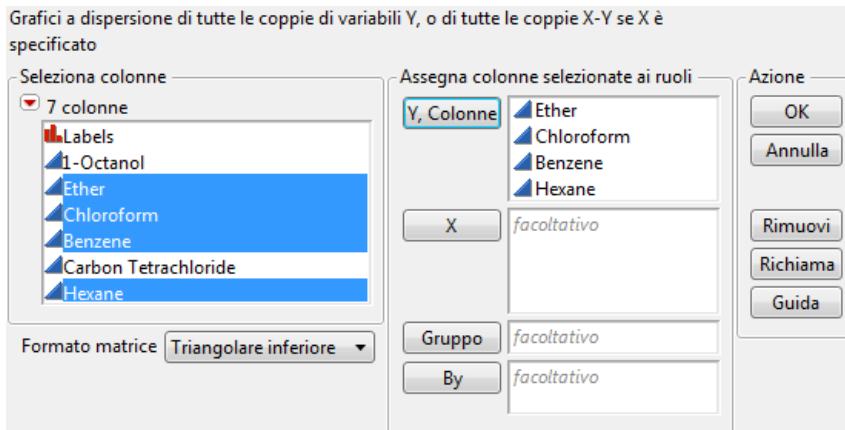 Grafici a dispersione di tutte le coppie di variabili Y, o di tutte le coppie X-Y se X è
specificato
Seleziona colonne
7 colonne
Labels
1-Octanol
Ether
Chloroform
Benzene
Carbon Tetrachloride
Hexane
Formato matrice Triangolare inferiore
Assegna colonne selezionate ai ruoli
Y, Colonne
Ether
Chloroform
Benzene
Hexane
X facoltativo
Gruppo facoltativo
By facoltativo
Azione
OK
Annulla
Rimuovi
Richiama
Guida